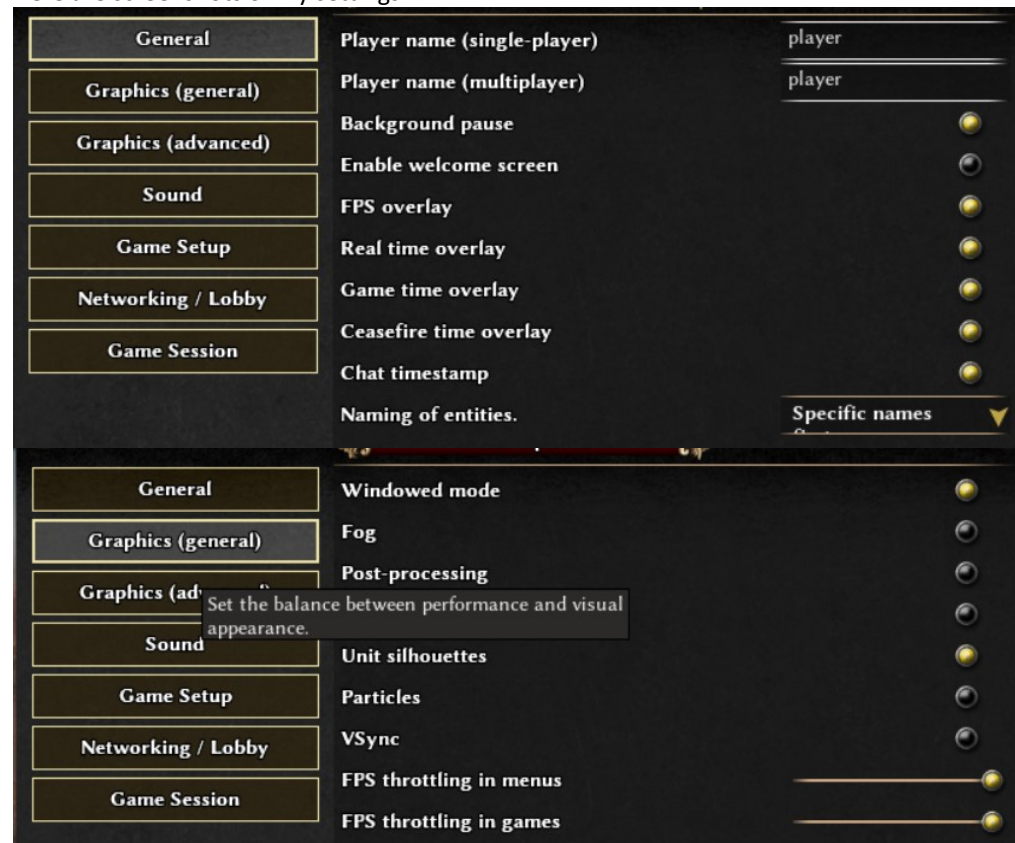 General
Graphics (general)
Graphics (advanced)
Sound
Game Setup
Networking / Lobby
Game Session
Player name (single-player) player
Player name (multiplayer) player
Background pause
Enable welcome screen
FPS overlay
Real time overlay
Game time overlay
Ceasefire time overlay
Chat timestamp
Naming of entities. Specific names
General
Graphics (general)
Graphics
Sound
Game Setup
Networking / Lobby
Game Session
Set the balance between performance and visual
appearance.
Windowed mode
Fog
Post-processing
Unit silhouettes
Particles
VSync
FPS throttling in menus
FPS throttling in games